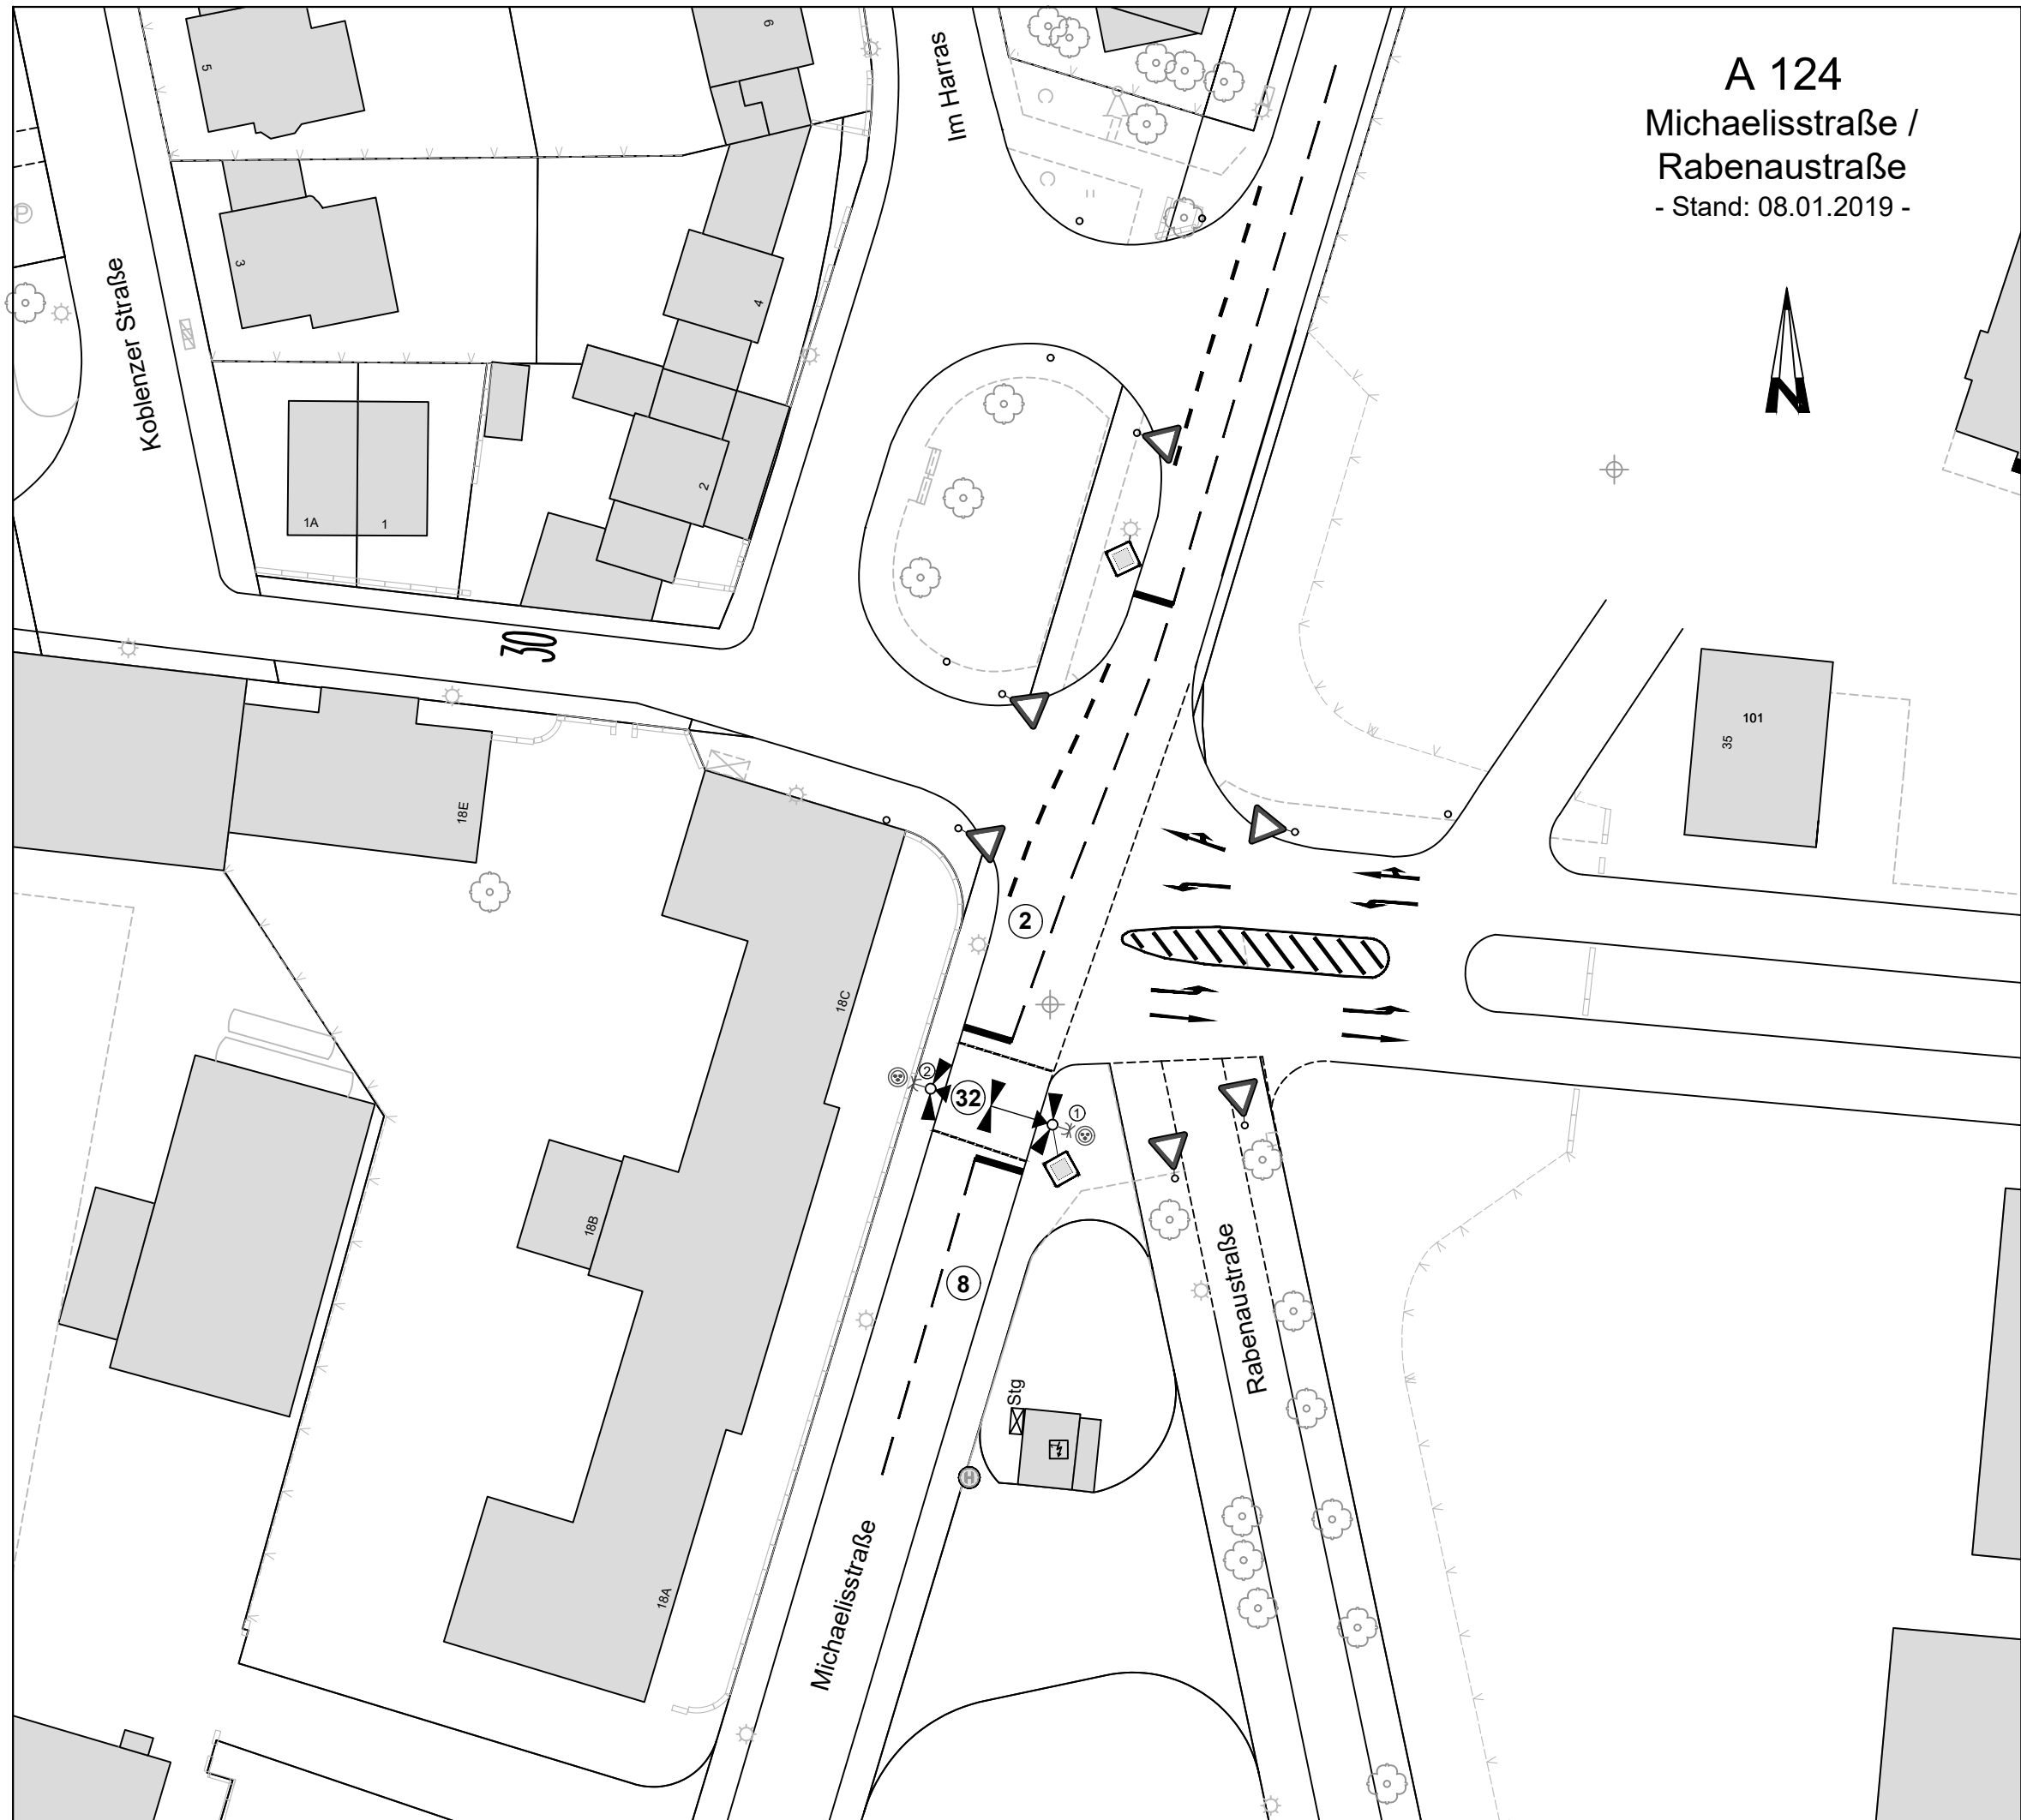 A 124
Michaelisstraße /
Rabenaustraße
- Stand: 08.01.2019 -
N
5
6
Im Harras
P
3
4
Koblenzer Straße
2
1A
1
30
101
35
18E
2
18C
2
32
1
18B
8
Rabenaustraße
Stg
H
18A
Michaelisstraße